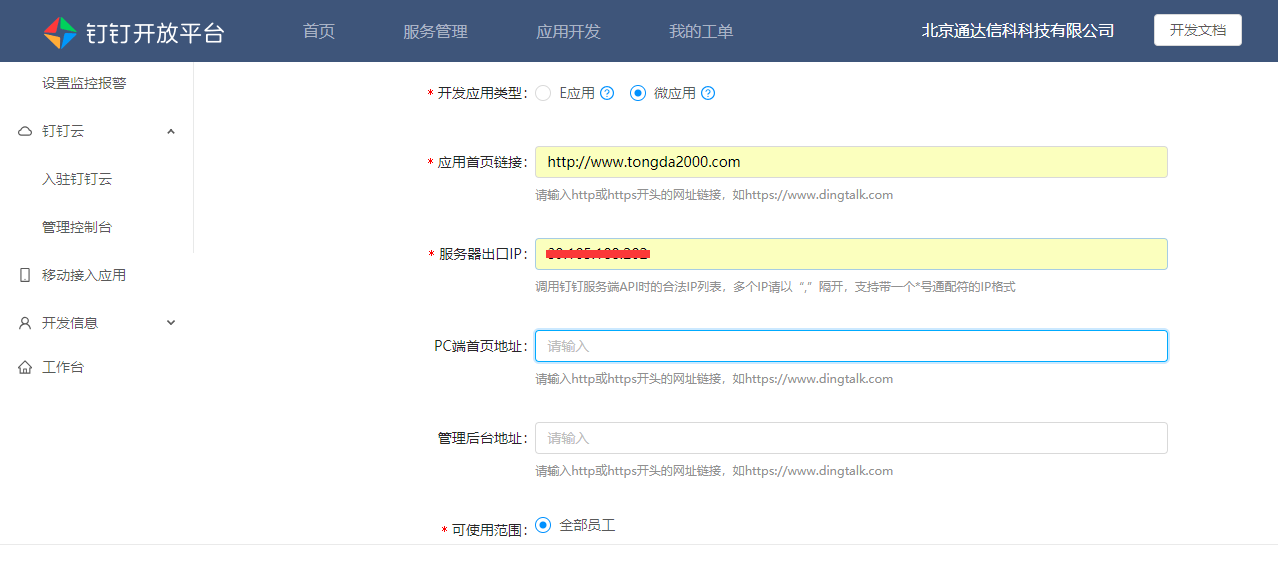 钉钉开放平台 首页 服务管理 应用开发 我的工单 北京通达信科科技有限公司 开发文档
设置监控报警
钉钉云
入驻钉钉云
管理控制台
移动接入应用
开发信息
工作台
* 开发应用类型: E应用 ? 微应用 ?
* 应用首页链接: http://www.tongda2000.com
请输入http或https开头的网址链接，如https://www.dingtalk.com
* 服务器出口IP:
调用钉钉服务端API时的合法IP列表，多个IP请以“,”隔开，支持带一个*号通配符的IP格式
PC端首页地址: 请输入
请输入http或https开头的网址链接，如https://www.dingtalk.com
管理后台地址: 请输入
请输入http或https开头的网址链接，如https://www.dingtalk.com
* 可使用范围: 全部员工